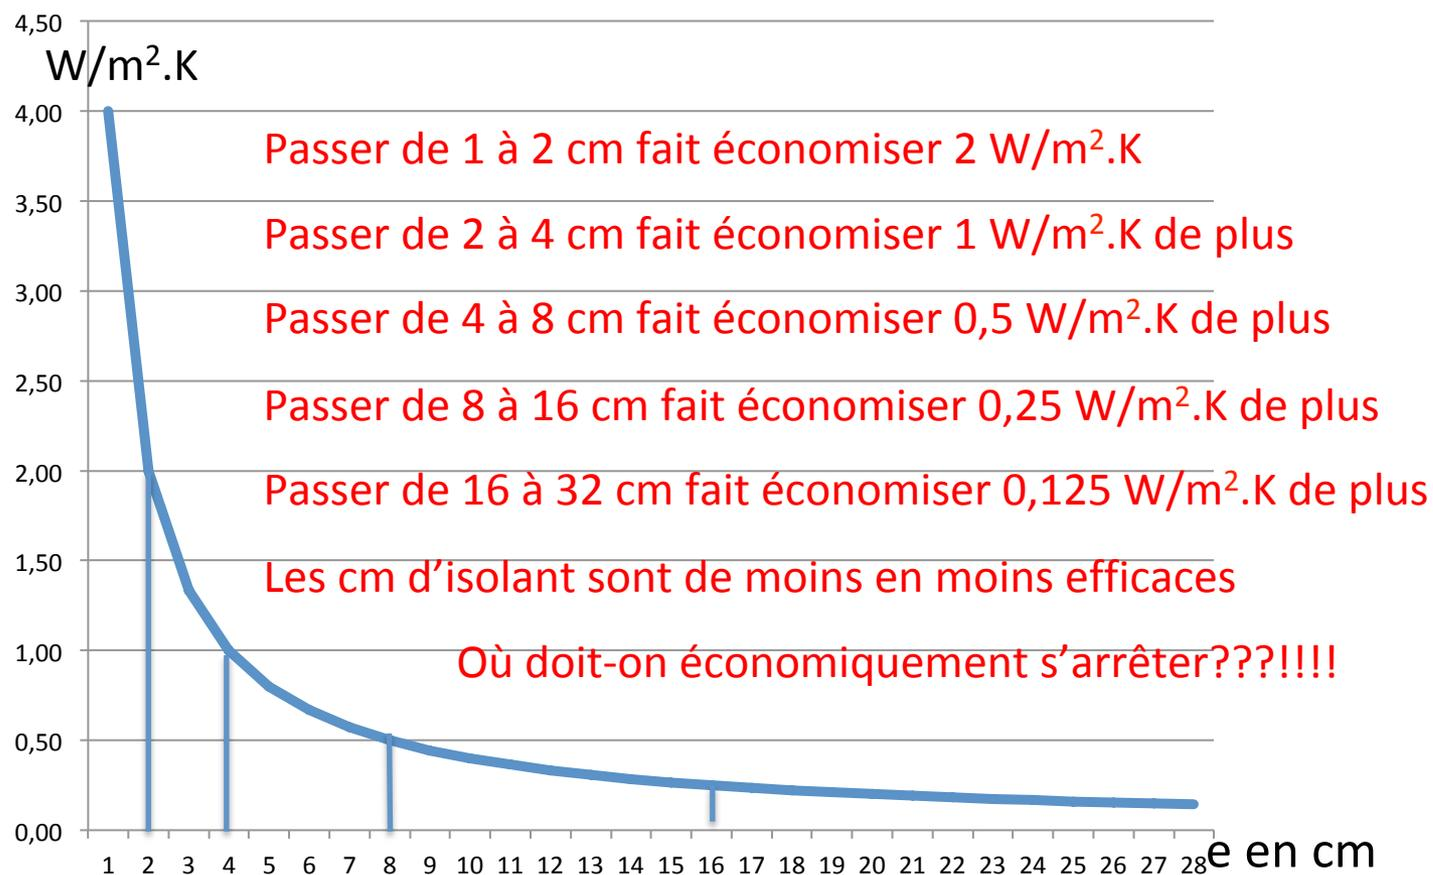 4,50
W/m².K
4,00
Passer de 1 à 2 cm fait économiser 2 W/m².K
3,50
Passer de 2 à 4 cm fait économiser 1 W/m².K de plus
3,00
Passer de 4 à 8 cm fait économiser 0,5 W/m².K de plus
2,50
Passer de 8 à 16 cm fait économiser 0,25 W/m².K de plus
2,00
Passer de 16 à 32 cm fait économiser 0,125 W/m².K de plus
1,50
Les cm d’isolant sont de moins en moins efficaces
1,00
Où doit-on économiquement s’arrêter???!!!!
0,50
0,00
1 2 3 4 5 6 7 8 9 10 11 12 13 14 15 16 17 18 19 20 21 22 23 24 25 26 27 28 e en cm